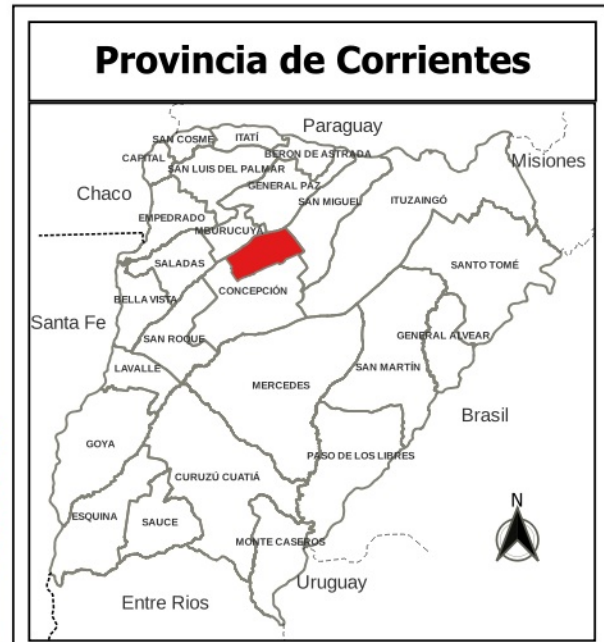 Provincia de Corrientes
Paraguay
SAN COSME
ITATÍ
CAPITAL
BERON DE ASTRADA
SAN LUIS DEL PALMAR
Misiones
GENERAL PAZ
Chaco
SAN MIGUEL
ITUZAINGÓ
EMPEDRADO
MBURUCUYA
SALADAS
SANTO TOMÉ
CONCEPCIÓN
BELLA VISTA
Santa Fe
SAN ROQUE
GENERAL ALVEAR
LAVALLE
SAN MARTÍN
MERCEDES
Brasil
GOYA
PASO DE LOS LIBRES
CURUZÚ CUATIÁ
N
ESQUINA
SAUCE
MONTE CASEROS
Uruguay
Entre Rios